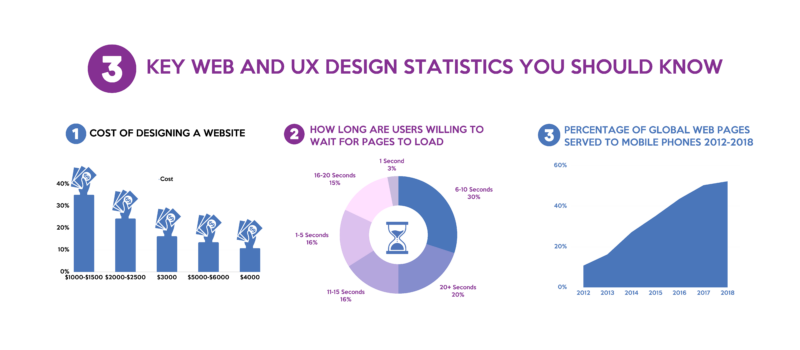 3 KEY WEB AND UX DESIGN STATISTICS YOU SHOULD KNOW
1 COST OF DESIGNING A WEBSITE
Cost
40%
30%
20%
10%
0%
$1000-$1500 $2000-$2500 $3000 $5000-$6000 $4000
2 HOW LONG ARE USERS WILLING TO
WAIT FOR PAGES TO LOAD
1 Second
3%
16-20 Seconds
15%
6-10 Seconds
30%
1-5 Seconds
16%
11-15 Seconds
16%
20+ Seconds
20%
3 PERCENTAGE OF GLOBAL WEB PAGES
SERVED TO MOBILE PHONES 2012-2018
60%
40%
20%
0%
2012 2013 2014 2015 2016 2017 2018